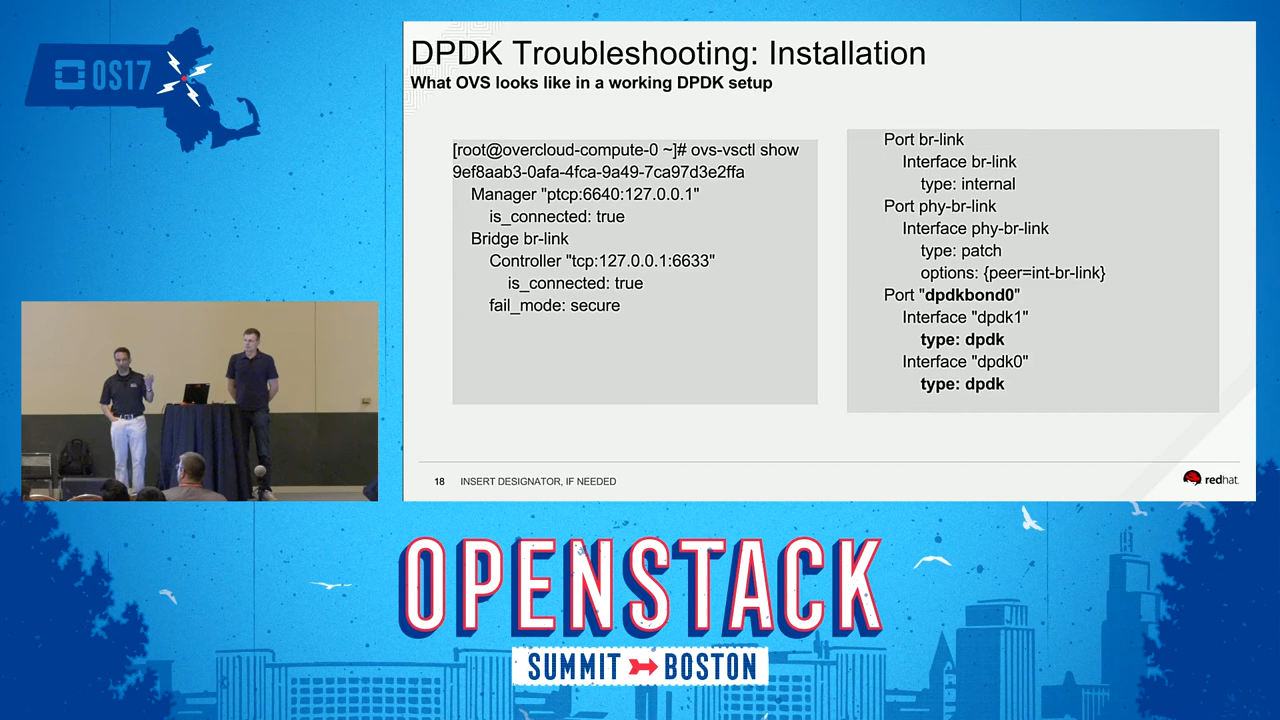 OS17
DPDK Troubleshooting: Installation
What OVS looks like in a working DPDK setup
[root@overcloud-compute-0 ~]# ovs-vsctl show
9ef8aab3-0afa-4fca-9a49-7ca97d3e2ffa
Manager "ptcp:6640:127.0.0.1"
is_connected: true
Bridge br-link
Controller "tcp:127.0.0.1:6633"
is_connected: true
fail_mode: secure
Port br-link
Interface br-link
type: internal
Port phy-br-link
Interface phy-br-link
type: patch
options: {peer=int-br-link}
Port "dpdkbond0"
Interface "dpdk1"
type: dpdk
Interface "dpdk0"
type: dpdk
18 INSERT DESIGNATOR, IF NEEDED
redhat.
OPENSTACK
SUMMIT BOSTON